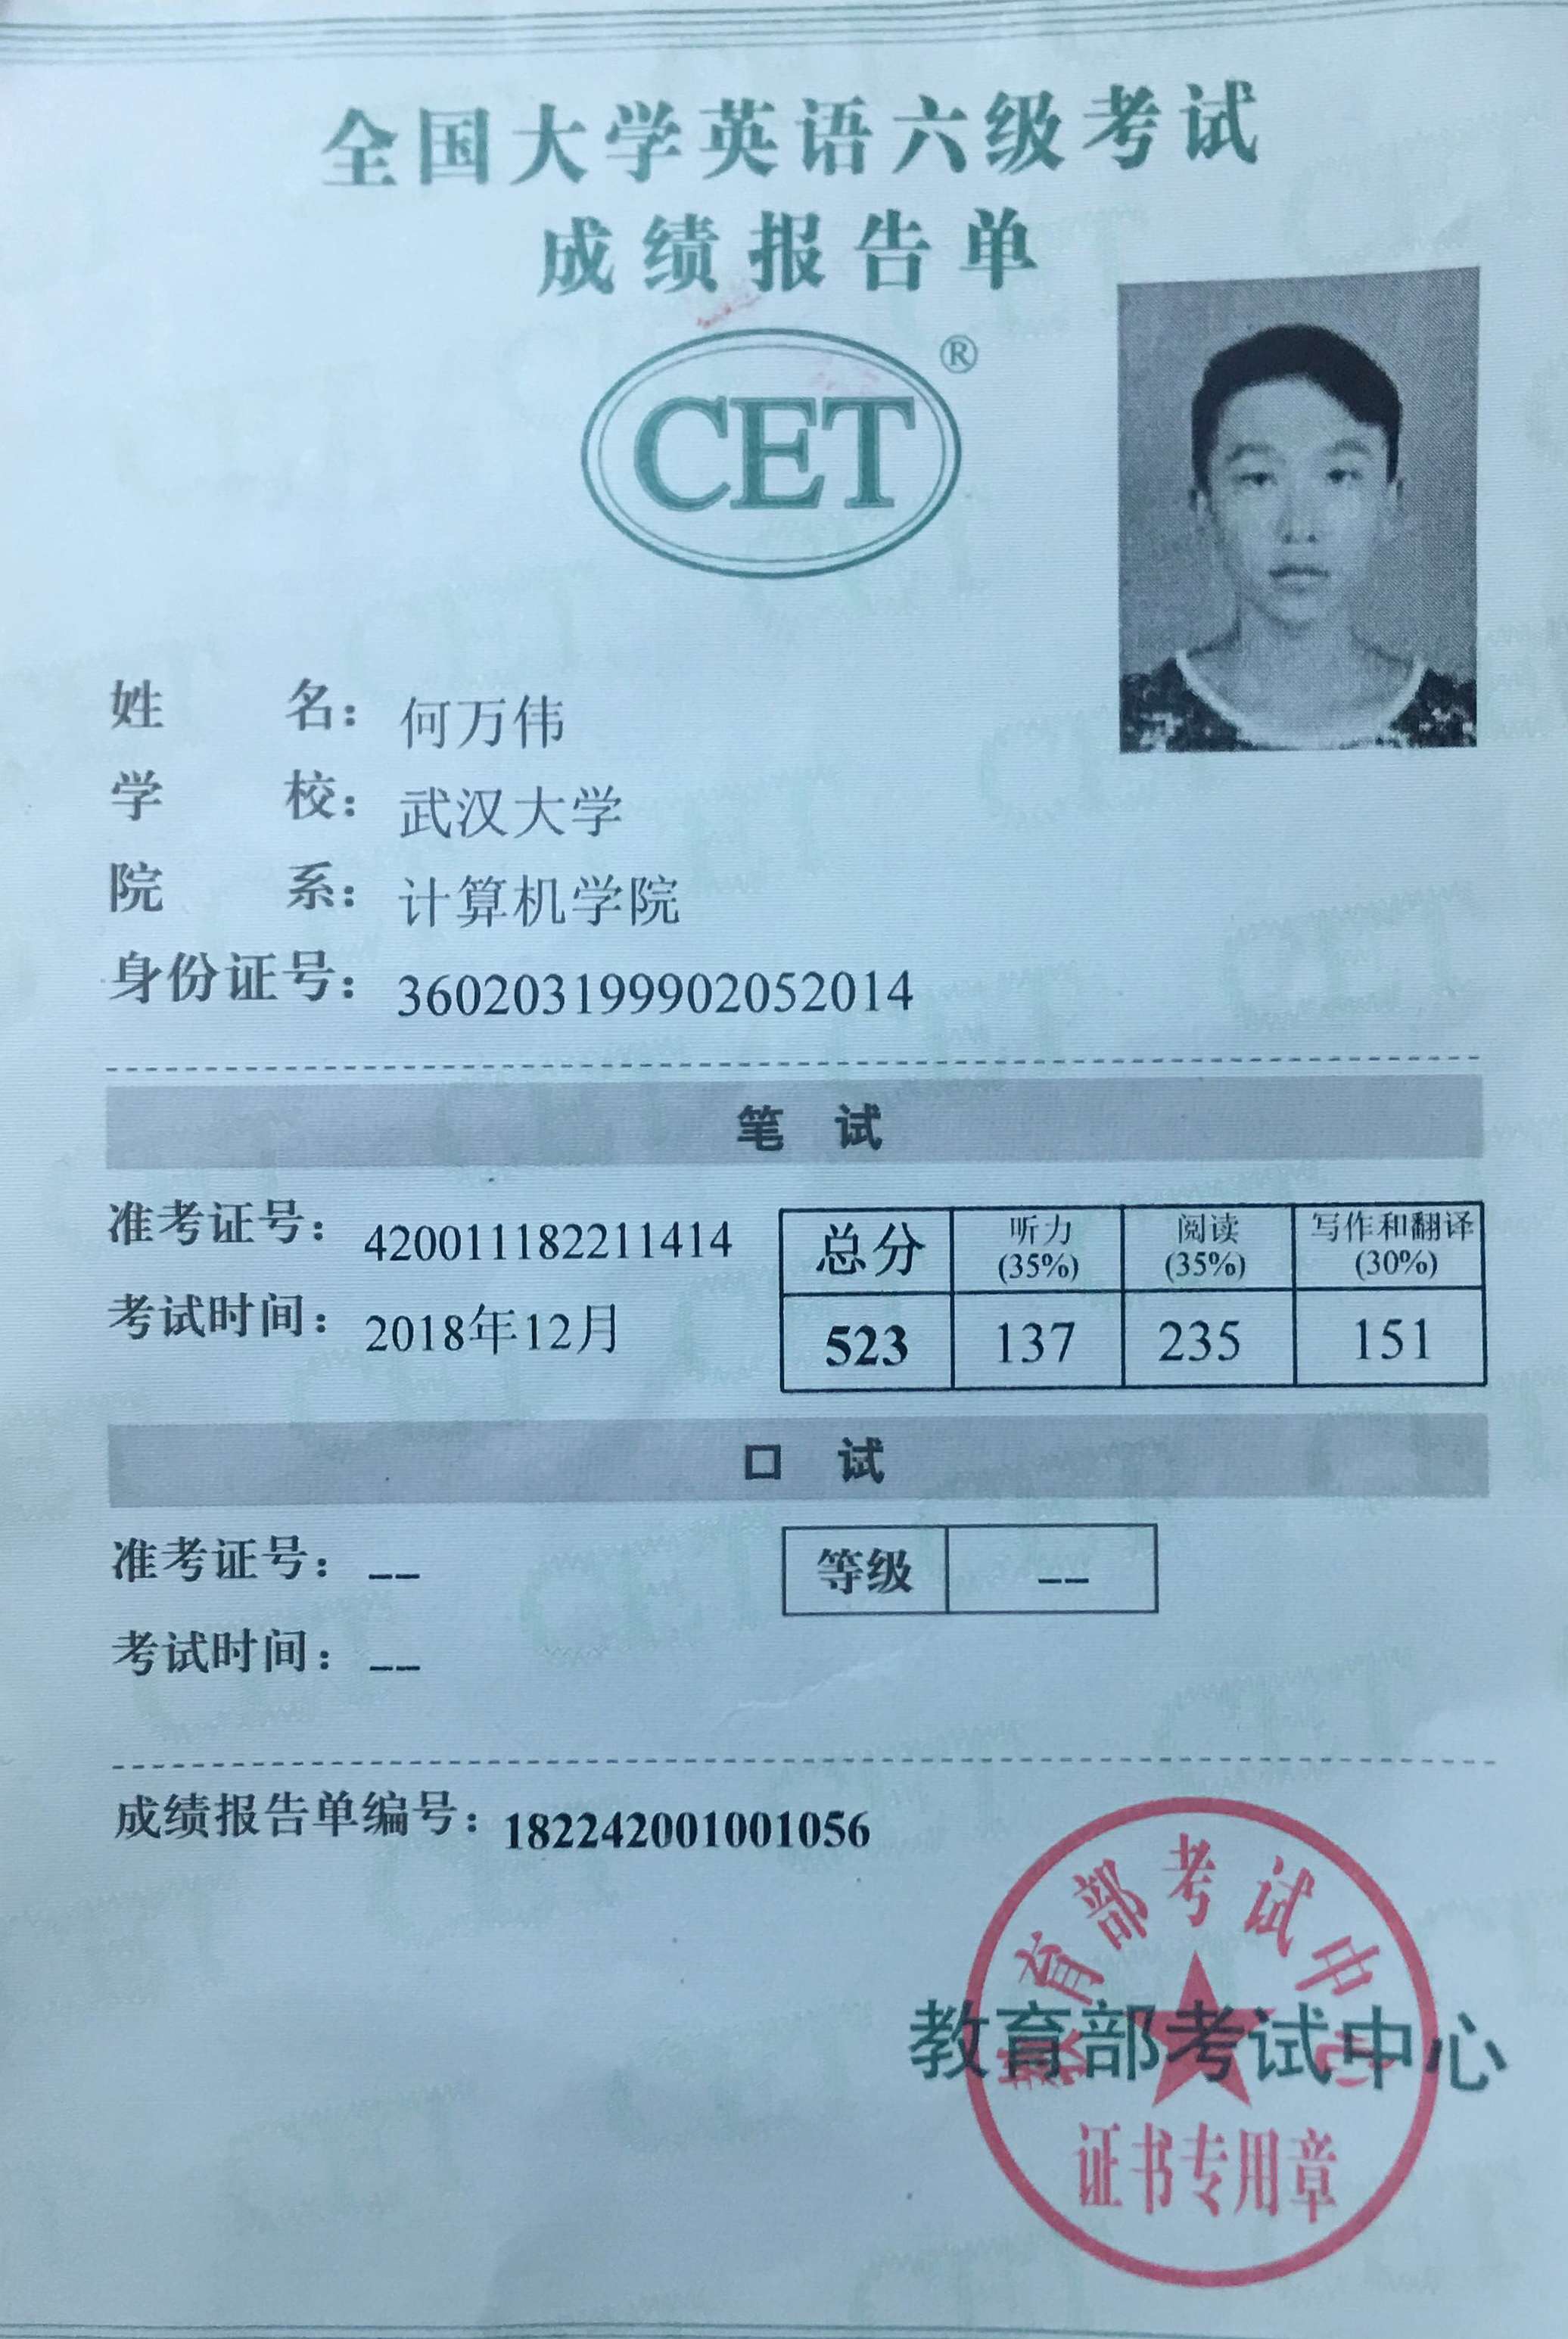 全国大学英语六级考试
成绩报告单
CET®
姓名：何万伟
学校：武汉大学
院系：计算机学院
身份证号：360203199902052014
笔试
准考证号：420011182211414
考试时间：2018年12月
总分 听力(35%) 阅读(35%) 写作和翻译(30%)
523 137 235 151
口试
准考证号：--
等级 --
考试时间：--
成绩报告单编号：182242001001056
教育部考试中心
教育部考试中心
证书专用章